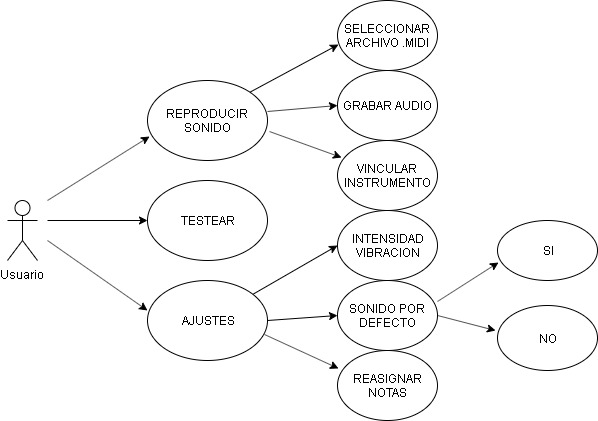 SELECCIONAR
ARCHIVO .MIDI
GRABAR AUDIO
REPRODUCIR
SONIDO
VINCULAR
INSTRUMENTO
TESTEAR
Usuario
INTENSIDAD
VIBRACION
SI
SONIDO POR
DEFECTO
AJUSTES
NO
REASIGNAR
NOTAS